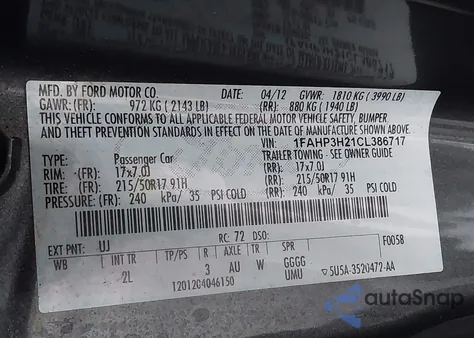 MFD. BY FORD MOTOR CO. DATE: 04/12 GVWR: 1810 KG ( 3990 LB)
GAWR: (FR): 972 KG ( 2143 LB) (RR): 880 KG ( 1940 LB)
THIS VEHICLE CONFORMS TO ALL APPLICABLE FEDERAL MOTOR VEHICLE SAFETY, BUMPER,
AND THEFT PREVENTION STANDARDS IN EFFECT ON THE DATE OF MANUFACTURE SHOWN ABOVE.
VIN: 1FAHP3H21CL386717
TYPE: Passenger Car TRAILER TOWING - SEE OWNER GUIDE
RIM: (FR): 17x7.0J (RR): 17x7.0J
TIRE (FR): 215/50R17 91H (RR): 215/50R17 91H
PRESSURE: (FR): 240 kPa/ 35 PSI COLD (RR): 240 kPa/ 35 PSI COLD
EXT PNT: UJ RC: 72 DSO: F0058
WB INT TR TP/PS R AXLE TR SPR
2L 3 AU W GGGG
1201204046150 UMU 5U5A-3520472-AA
autoSnap